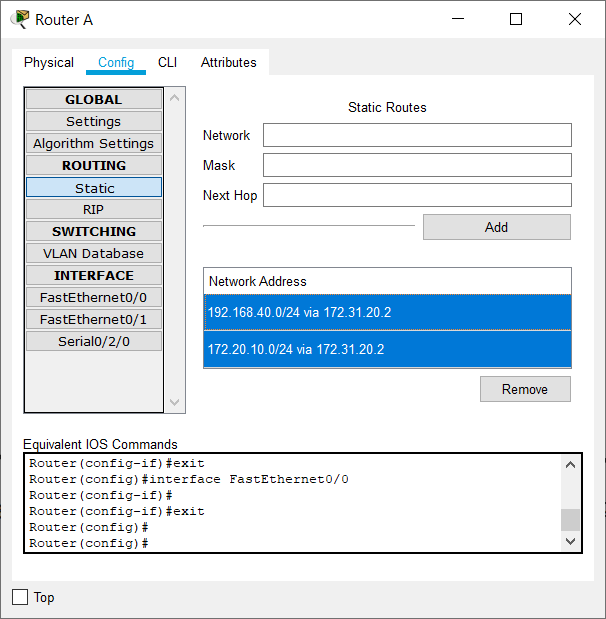 Router A
Physical Config CLI Attributes
GLOBAL
Settings
Algorithm Settings
ROUTING
Static
RIP
SWITCHING
VLAN Database
INTERFACE
FastEthernet0/0
FastEthernet0/1
Serial0/2/0
Static Routes
Network
Mask
Next Hop
Add
Network Address
192.168.40.0/24 via 172.31.20.2
172.20.10.0/24 via 172.31.20.2
Remove
Equivalent IOS Commands
Router(config-if)#exit
Router(config)#interface FastEthernet0/0
Router(config-if)#
Router(config-if)#exit
Router(config)#
Router(config)#
Top